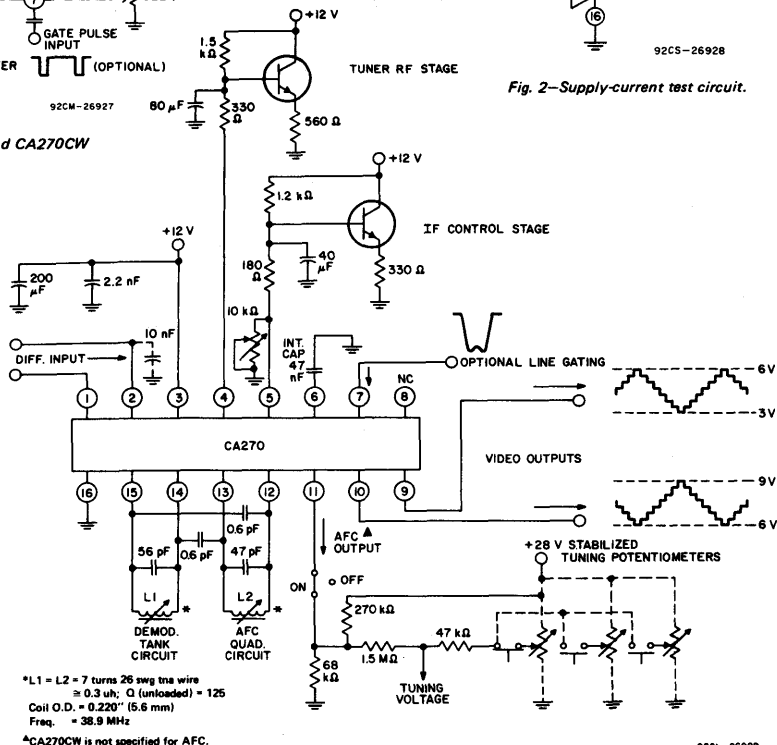 7
GATE PULSE
INPUT
ER
(OPTIONAL)
92CM-26927
d CA270CW
16
92CS-26928
Fig. 2—Supply-current test circuit.
+12 V
1.5
kΩ
TUNER RF STAGE
80 µF
330
Ω
560 Ω
+12 V
1.2 kΩ
IF CONTROL STAGE
40
µF
180
Ω
330 Ω
+12 V
200
µF
2.2 nF
10 kΩ
10 nF
DIFF. INPUT
INT.
CAP
47
nF
OPTIONAL LINE GATING
NC
1 2 3 4 5 6 7 8
CA270
16 15 14 13 12 11 10 9
6V
3V
VIDEO OUTPUTS
9V
6V
0.6 pF
56 pF
0.6 pF
47 pF
L1
*
L2
*
DEMOD.
TANK
CIRCUIT
AFC
QUAD.
CIRCUIT
AFC ▲
OUTPUT
ON
OFF
+28 V STABILIZED
TUNING POTENTIOMETERS
270 kΩ
47 kΩ
1.5 MΩ
68
kΩ
TUNING
VOLTAGE
*L1 = L2 = 7 turns 26 swg tna wire
≅ 0.3 uh; Q (unloaded) = 125
Coil O.D. = 0.220" (5.6 mm)
Freq. = 38.9 MHz
▲CA270CW is not specified for AFC.